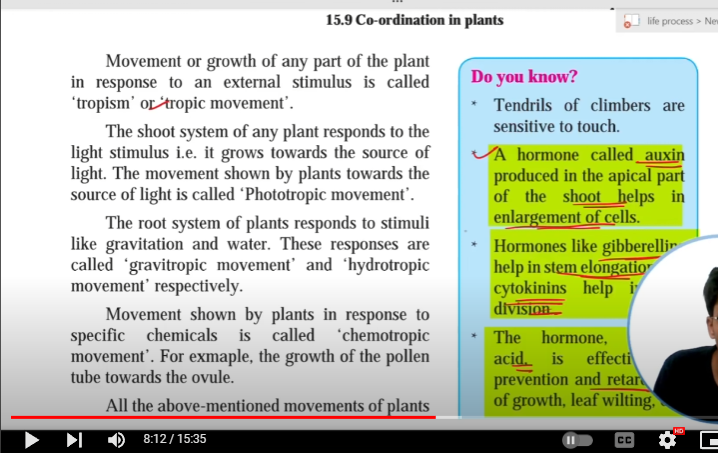 15.9 Co-ordination in plants
life process > Ne
Movement or growth of any part of the plant
in response to an external stimulus is called
‘tropism’ or ‘tropic movement’.
The shoot system of any plant responds to the
light stimulus i.e. it grows towards the source of
light. The movement shown by plants towards the
source of light is called ‘Phototropic movement’.
The root system of plants responds to stimuli
like gravitation and water. These responses are
called ‘gravitropic movement’ and ‘hydrotropic
movement’ respectively.
Movement shown by plants in response to
specific chemicals is called ‘chemotropic
movement’. For exmaple, the growth of the pollen
tube towards the ovule.
All the above-mentioned movements of plants
Do you know?
* Tendrils of climbers are
sensitive to touch.
* A hormone called auxin
produced in the apical part
of the shoot helps in
enlargement of cells.
* Hormones like gibberellin
help in stem elongation
cytokinins help i
division.
* The hormone,
acid, is effecti
prevention and retar
of growth, leaf wilting,
8:12 / 15:35
CC
HD